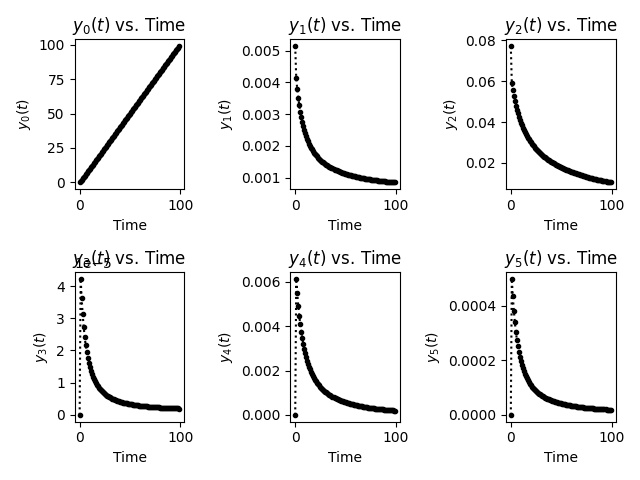 y₀(t) vs. Time
y₁(t) vs. Time
y₂(t) vs. Time
100
75
50
25
0
y₀(t)
0 100
Time
0.005
0.004
0.003
0.002
0.001
y₁(t)
0 100
Time
0.08
0.06
0.04
0.02
y₂(t)
0 100
Time
y₃(t) vs. Time
y₄(t) vs. Time
y₅(t) vs. Time
1e−5
4
3
2
1
0
y₃(t)
0 100
Time
0.006
0.004
0.002
0.000
y₄(t)
0 100
Time
0.0004
0.0002
0.0000
y₅(t)
0 100
Time